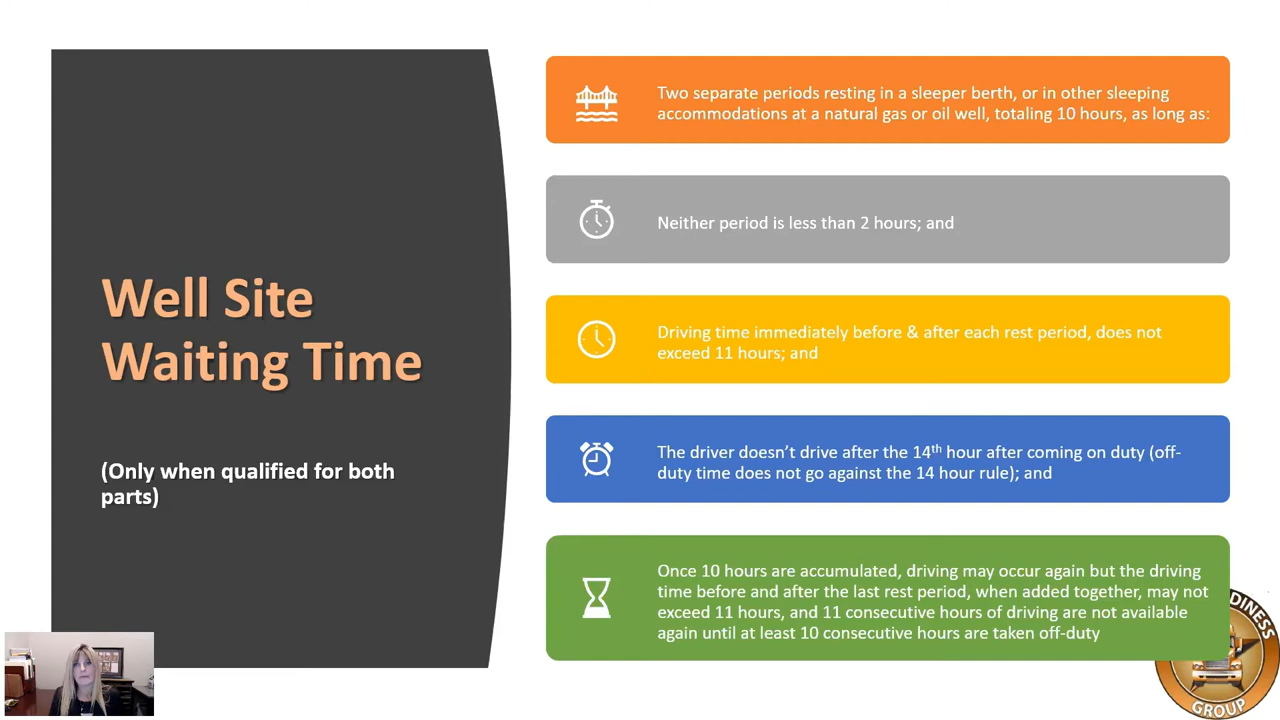 Well Site
Waiting Time
(Only when qualified for both
parts)
Two separate periods resting in a sleeper berth, or in other sleeping
accommodations at a natural gas or oil well, totaling 10 hours, as long as:
Neither period is less than 2 hours; and
Driving time immediately before & after each rest period, does not
exceed 11 hours; and
The driver doesn't drive after the 14th hour after coming on duty (off-
duty time does not go against the 14 hour rule); and
Once 10 hours are accumulated, driving may occur again but the driving
time before and after the last rest period, when added together, may not
exceed 11 hours, and 11 consecutive hours of driving are not available
again until at least 10 consecutive hours are taken off-duty
GROUP